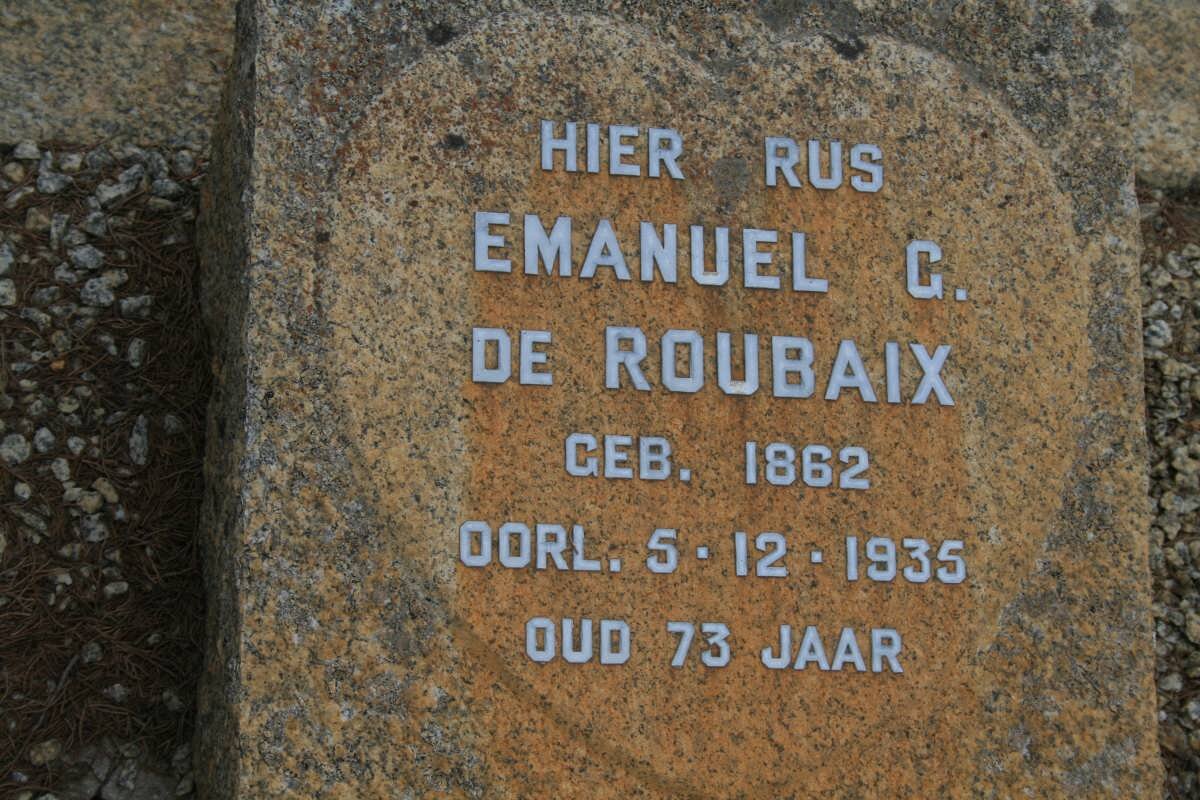 HIER RUS
EMANUEL G.
DE ROUBAIX
GEB. 1862
OORL. 5·12·1935
OUD 73 JAAR